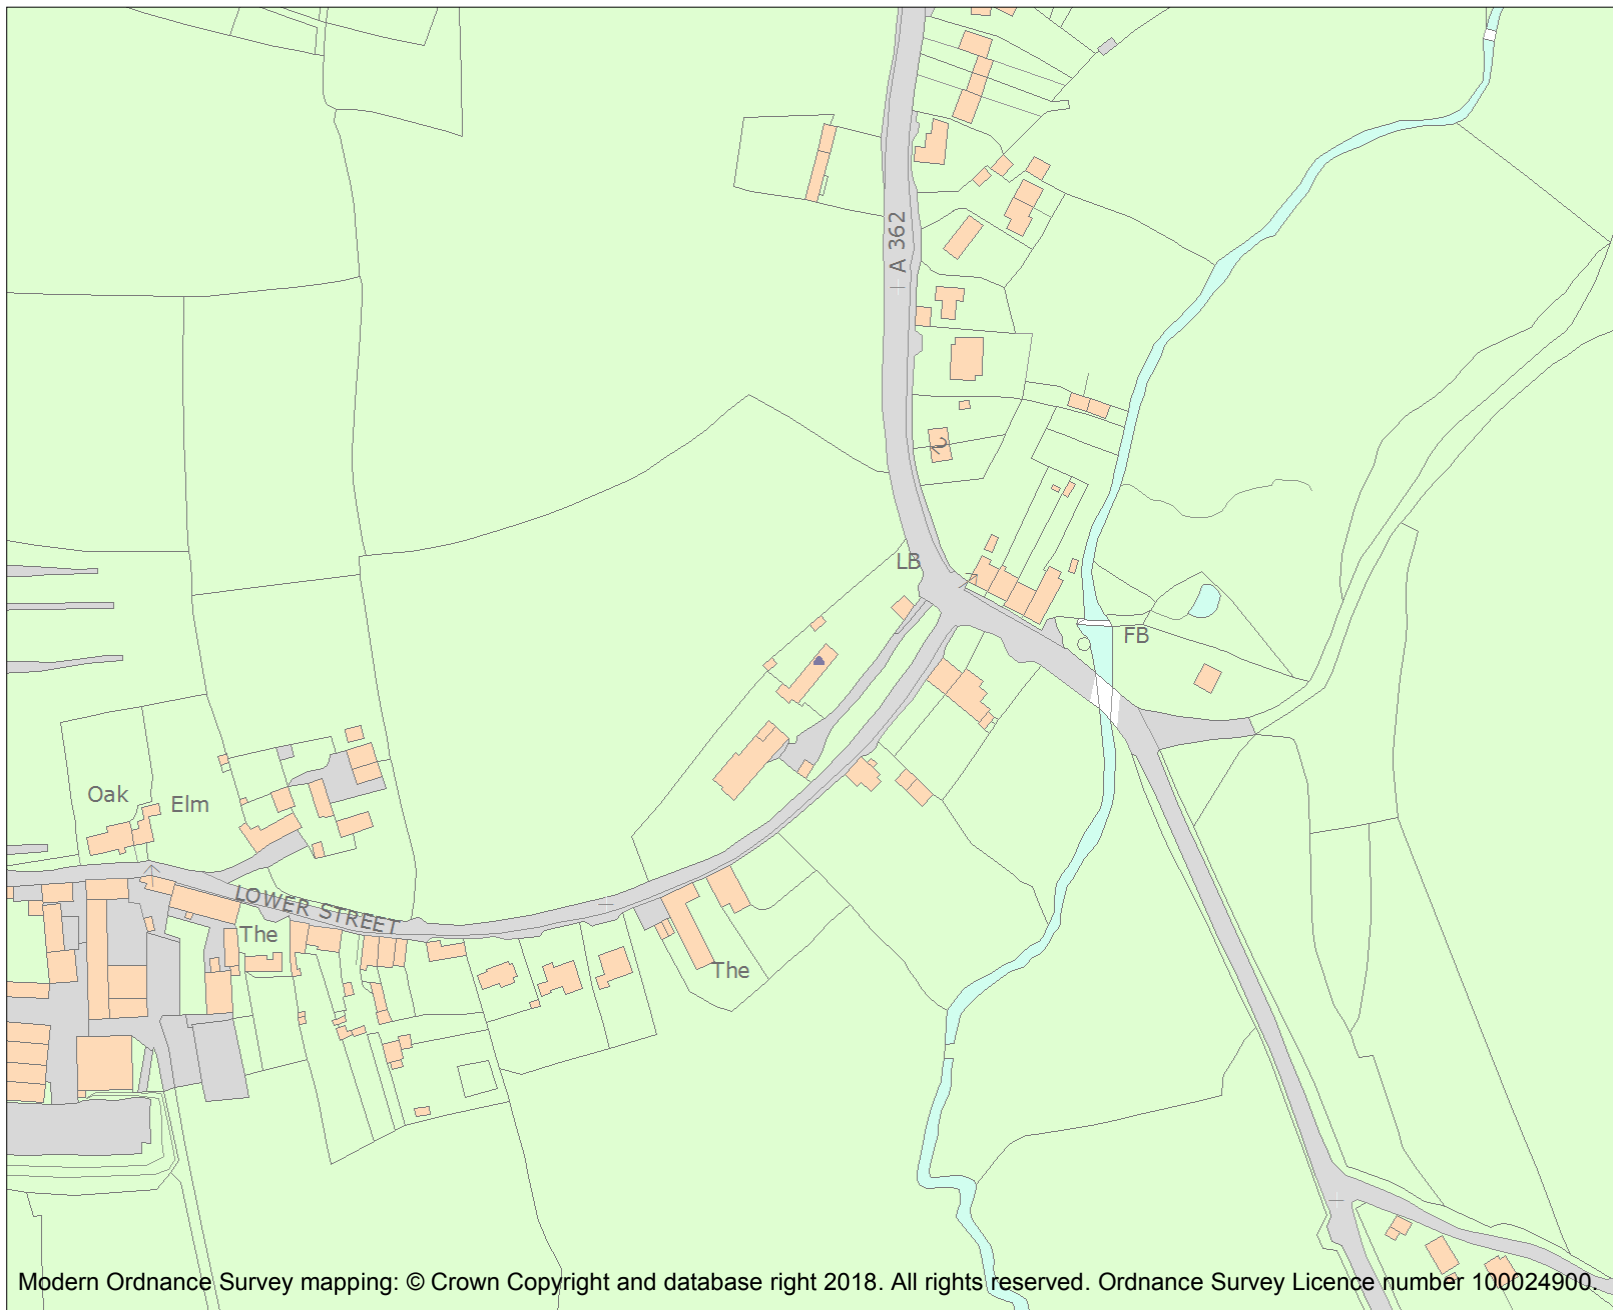 A 362
2
LB
FB
Oak
Elm
LOWER STREET
The
The
Modern Ordnance Survey mapping: © Crown Copyright and database right 2018. All rights reserved. Ordnance Survey Licence number 100024900.